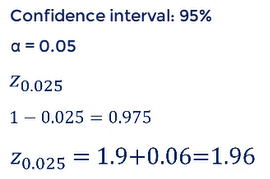 Confidence interval: 95%
α = 0.05
z0.025
1 − 0.025 = 0.975
z0.025 = 1.9+0.06=1.96